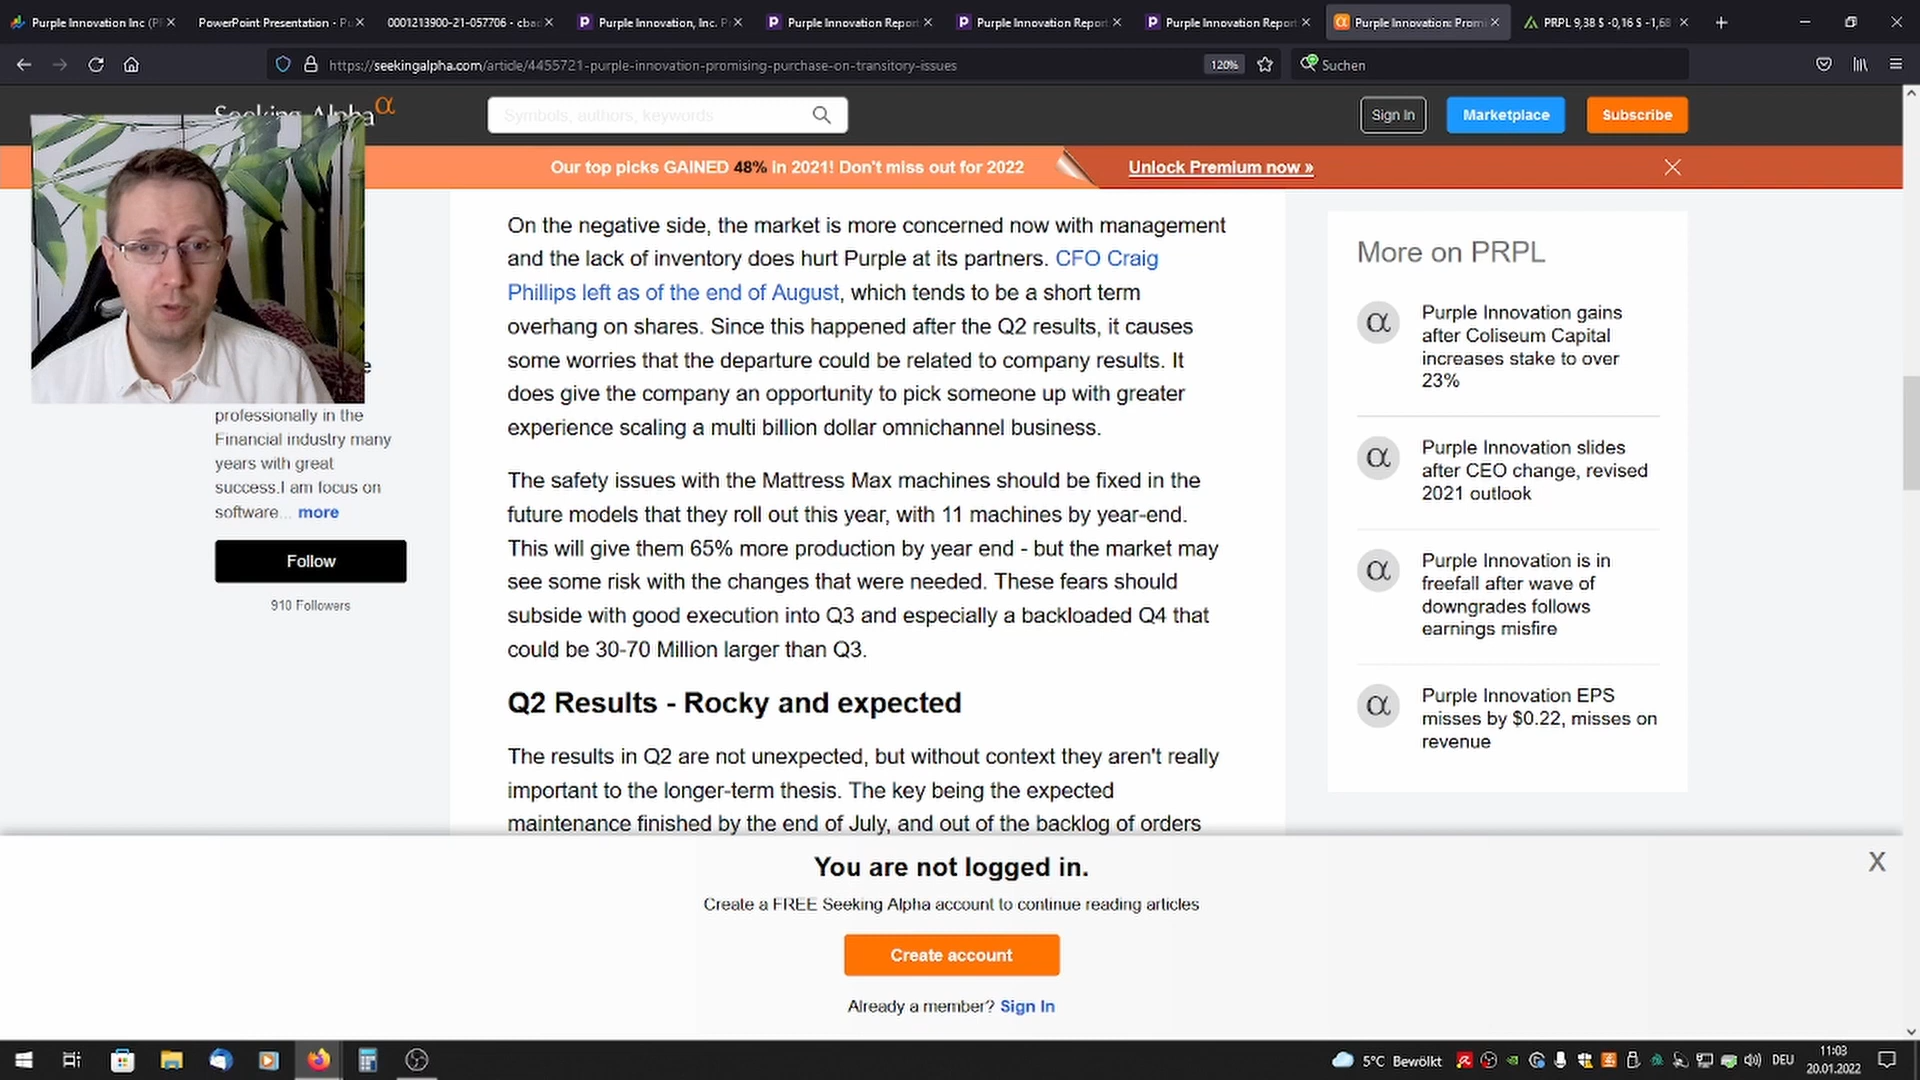 Purple Innovation Inc (P
PowerPoint Presentation - Pu
0001213900-21-057706 - cbad
Purple Innovation, Inc. P
Purple Innovation Report
Purple Innovation Report
Purple Innovation Report
Purple Innovation: Promi
PRPL 9,38 $ -0,16 $ -1,68
https://seekingalpha.com/article/4455721-purple-innovation-promising-purchase-on-transitory-issues
120%
Suchen
Seeking Alpha α
Symbols, authors, keywords
Sign In
Marketplace
Subscribe
Our top picks GAINED 48% in 2021! Don't miss out for 2022
Unlock Premium now »
professionally in the
Financial industry many
years with great
success.I am focus on
software... more
Follow
910 Followers
On the negative side, the market is more concerned now with management
and the lack of inventory does hurt Purple at its partners. CFO Craig
Phillips left as of the end of August, which tends to be a short term
overhang on shares. Since this happened after the Q2 results, it causes
some worries that the departure could be related to company results. It
does give the company an opportunity to pick someone up with greater
experience scaling a multi billion dollar omnichannel business.
The safety issues with the Mattress Max machines should be fixed in the
future models that they roll out this year, with 11 machines by year-end.
This will give them 65% more production by year end - but the market may
see some risk with the changes that were needed. These fears should
subside with good execution into Q3 and especially a backloaded Q4 that
could be 30-70 Million larger than Q3.
Q2 Results - Rocky and expected
The results in Q2 are not unexpected, but without context they aren't really
important to the longer-term thesis. The key being the expected
maintenance finished by the end of July, and out of the backlog of orders
More on PRPL
Purple Innovation gains
after Coliseum Capital
increases stake to over
23%
Purple Innovation slides
after CEO change, revised
2021 outlook
Purple Innovation is in
freefall after wave of
downgrades follows
earnings misfire
Purple Innovation EPS
misses by $0.22, misses on
revenue
You are not logged in.
X
Create a FREE Seeking Alpha account to continue reading articles
Create account
Already a member? Sign In
5°C Bewölkt
DEU
11:03
20.01.2022